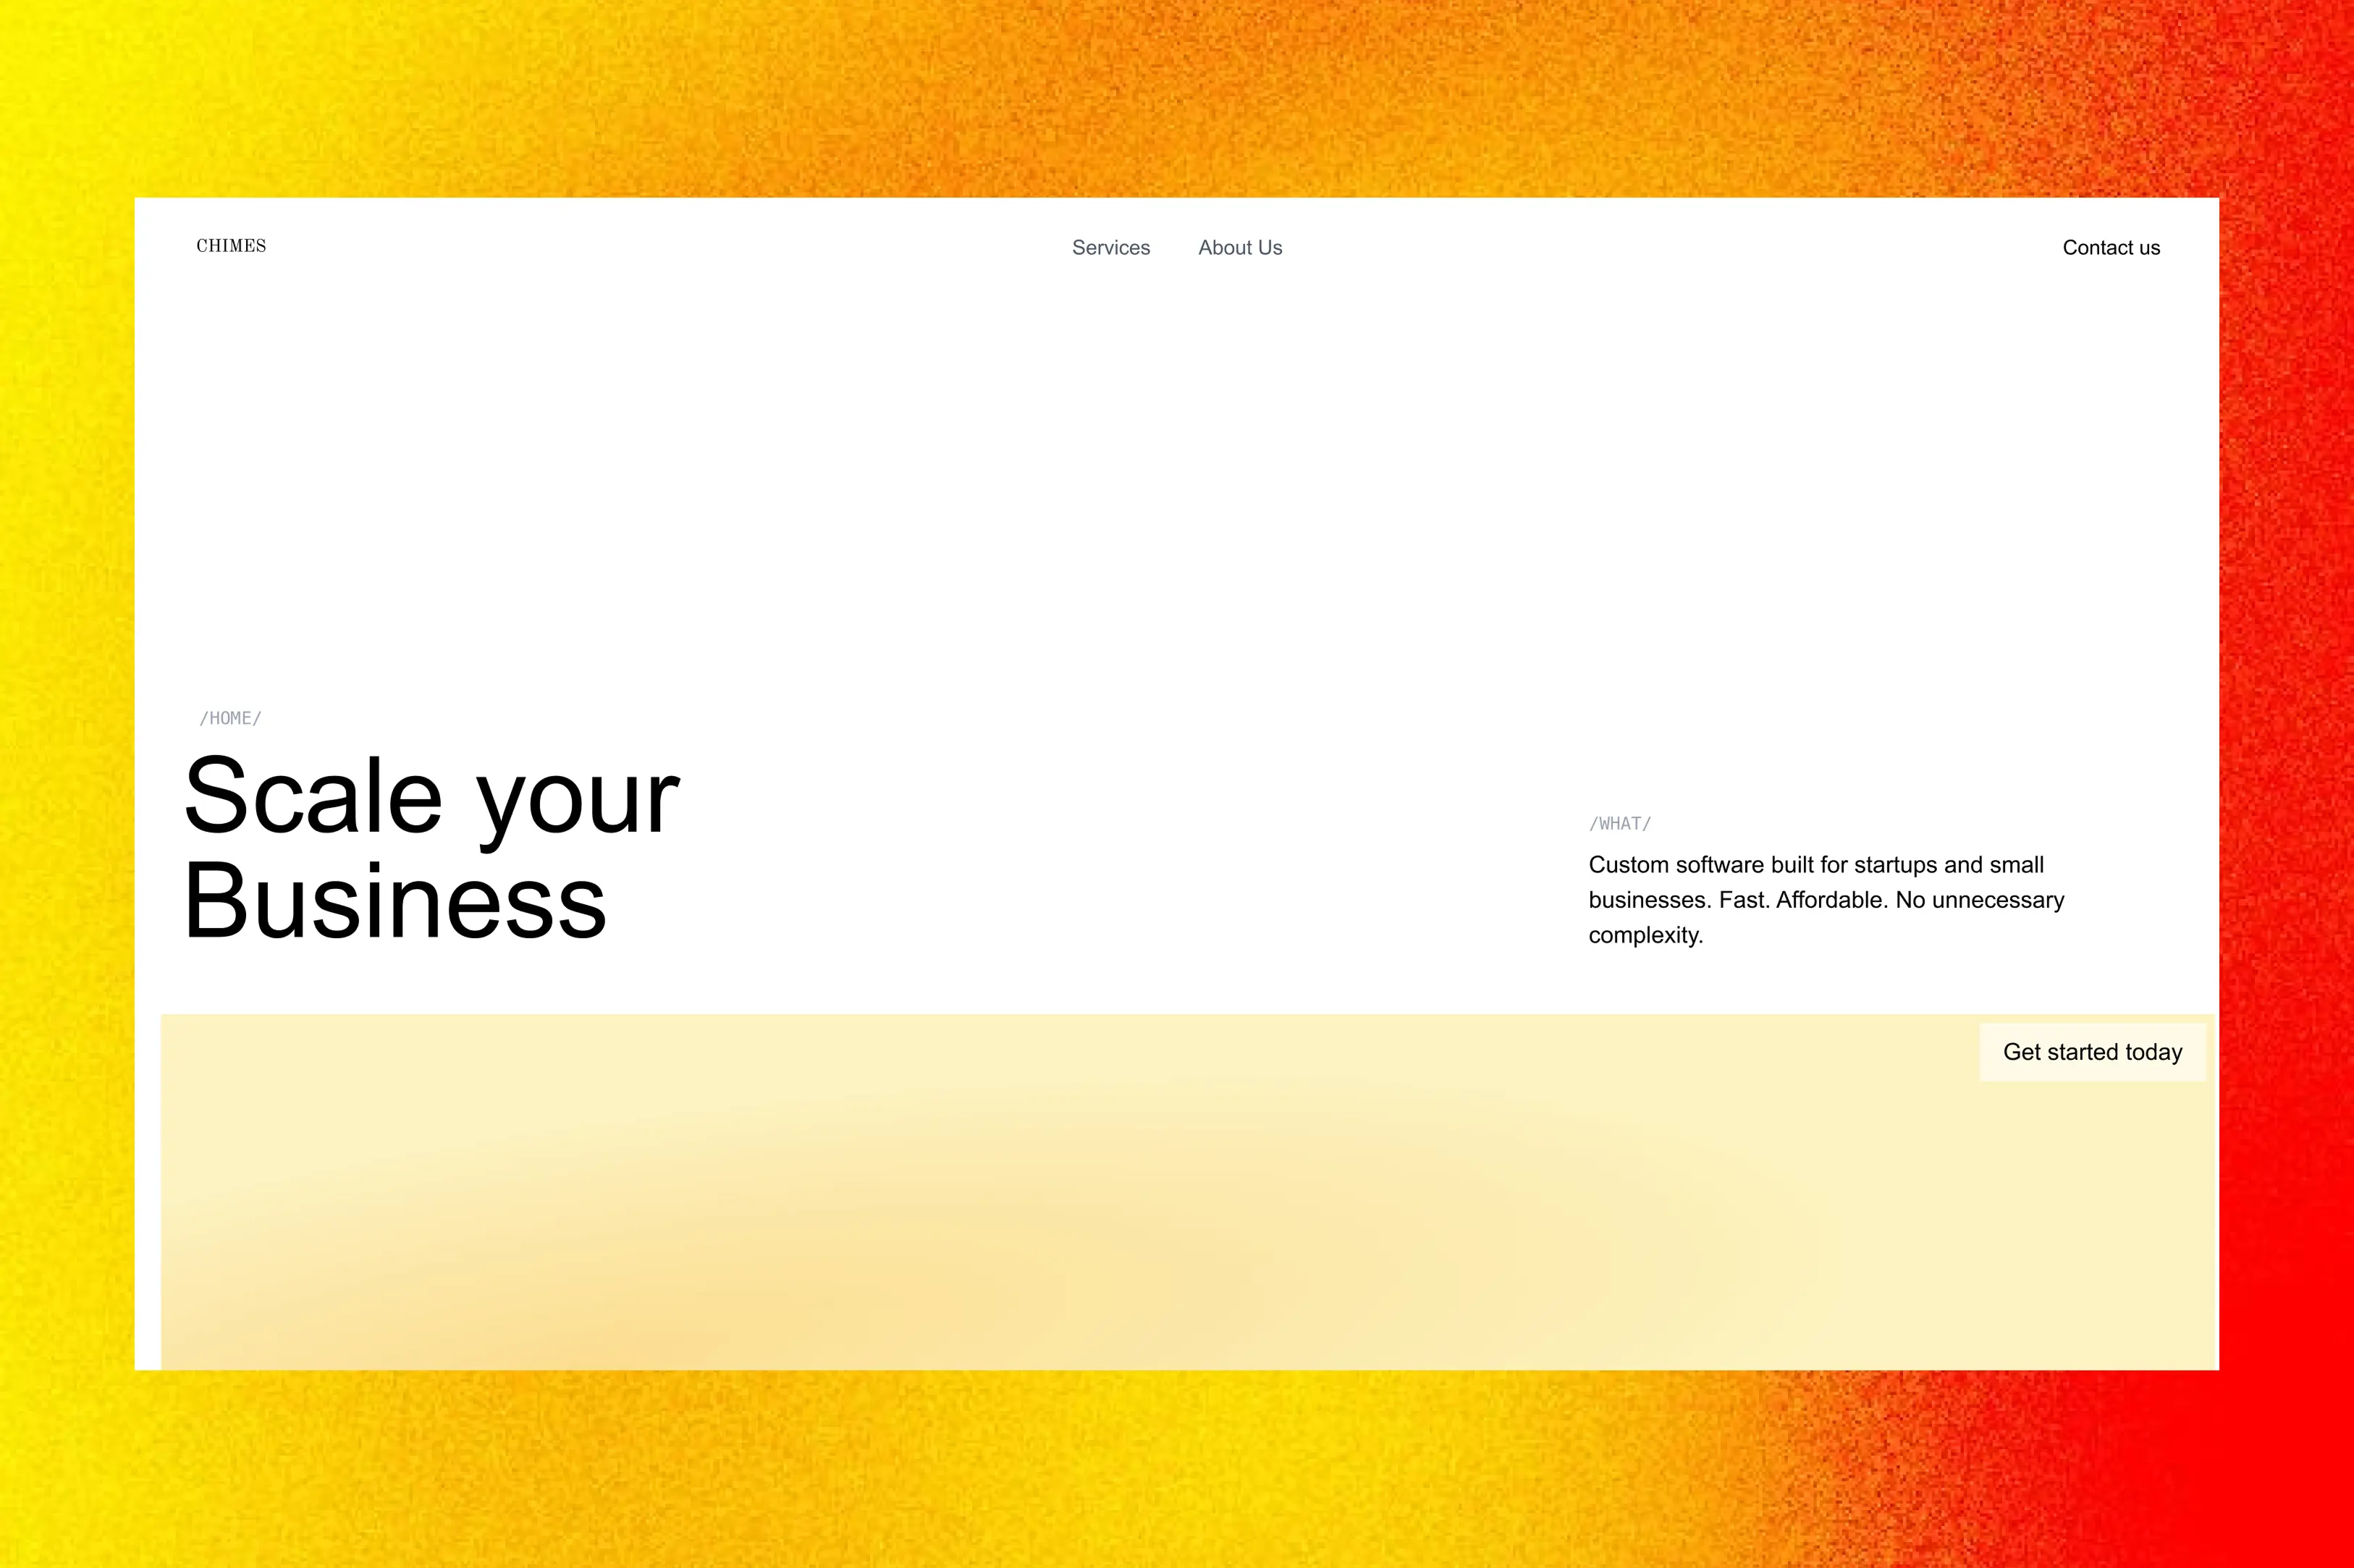 CHIMES
Services
About Us
Contact us
/HOME/
Scale your
Business
/WHAT/
Custom software built for startups and small
businesses. Fast. Affordable. No unnecessary
complexity.
Get started today